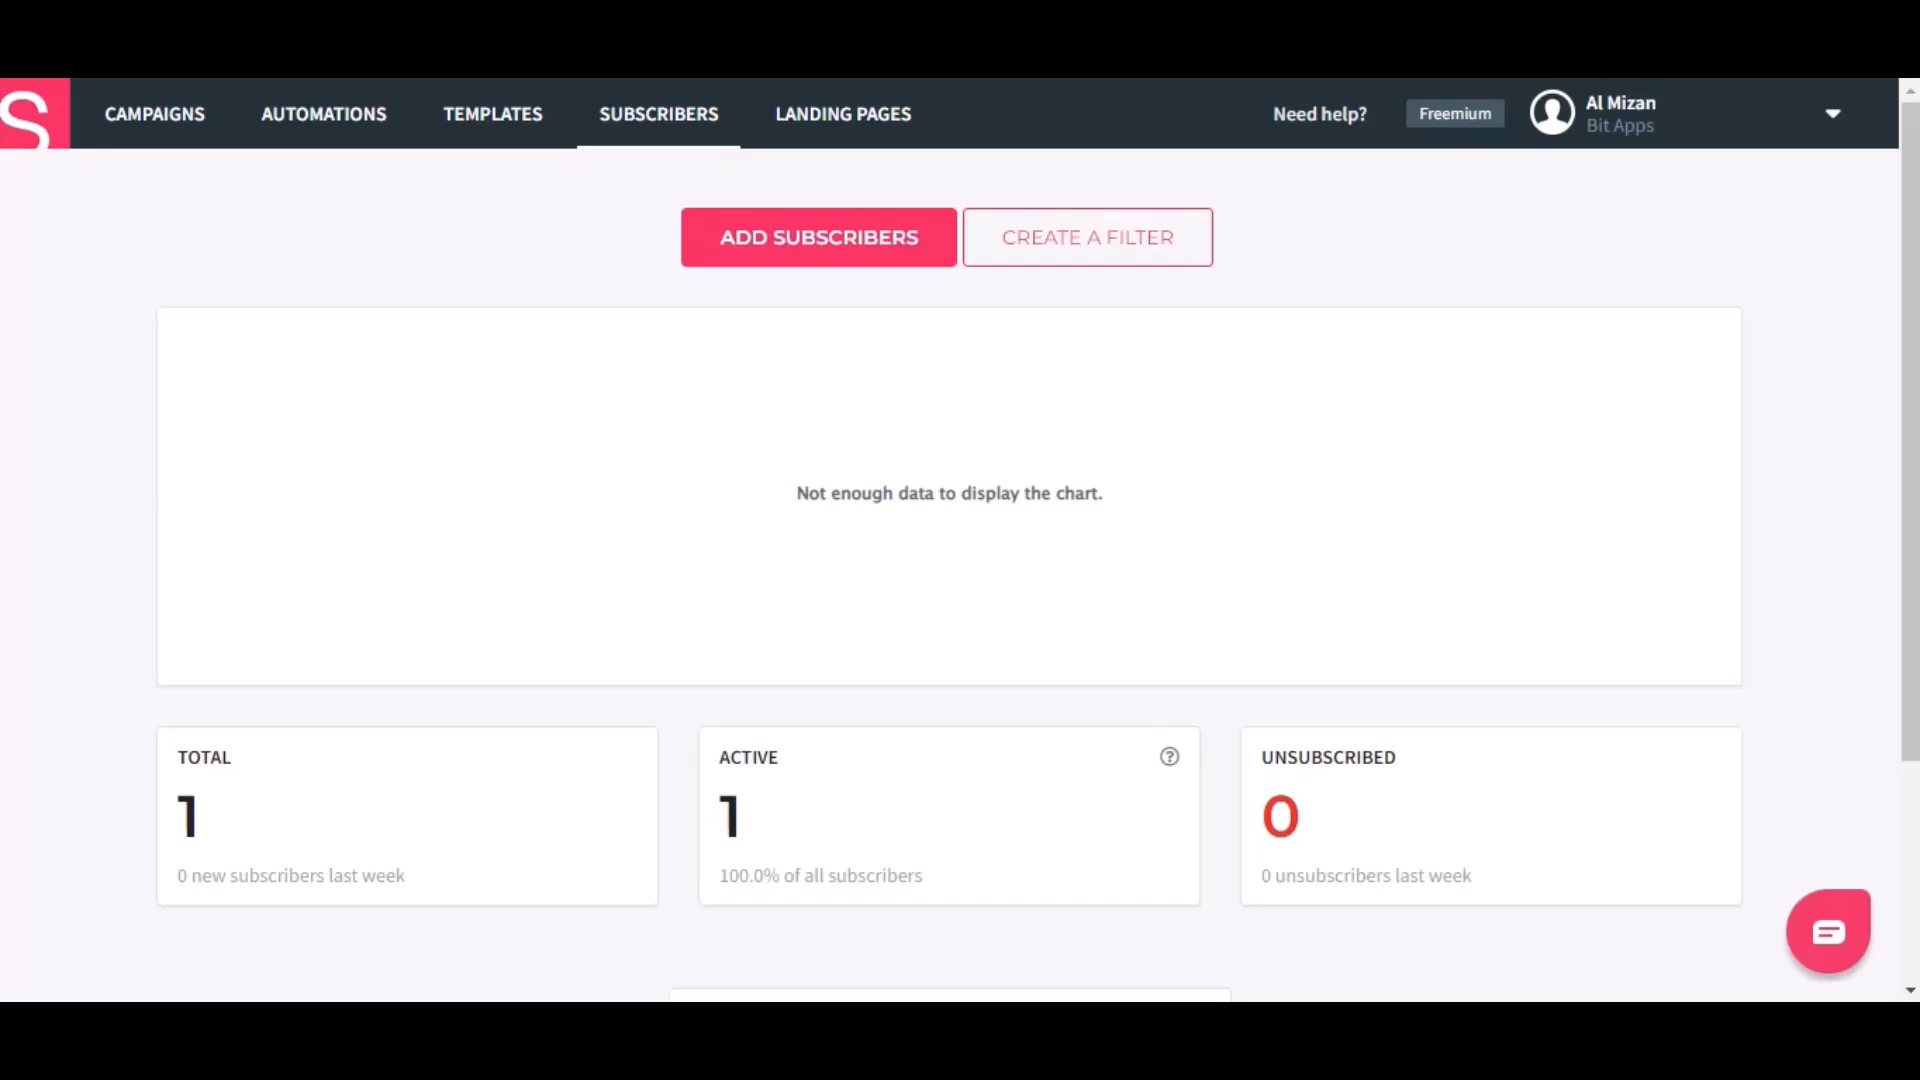 S
CAMPAIGNS AUTOMATIONS TEMPLATES SUBSCRIBERS LANDING PAGES Need help? Freemium Al Mizan
Bit Apps
ADD SUBSCRIBERS CREATE A FILTER
Not enough data to display the chart.
TOTAL
1
0 new subscribers last week
ACTIVE ?
1
100.0% of all subscribers
UNSUBSCRIBED
0
0 unsubscribers last week